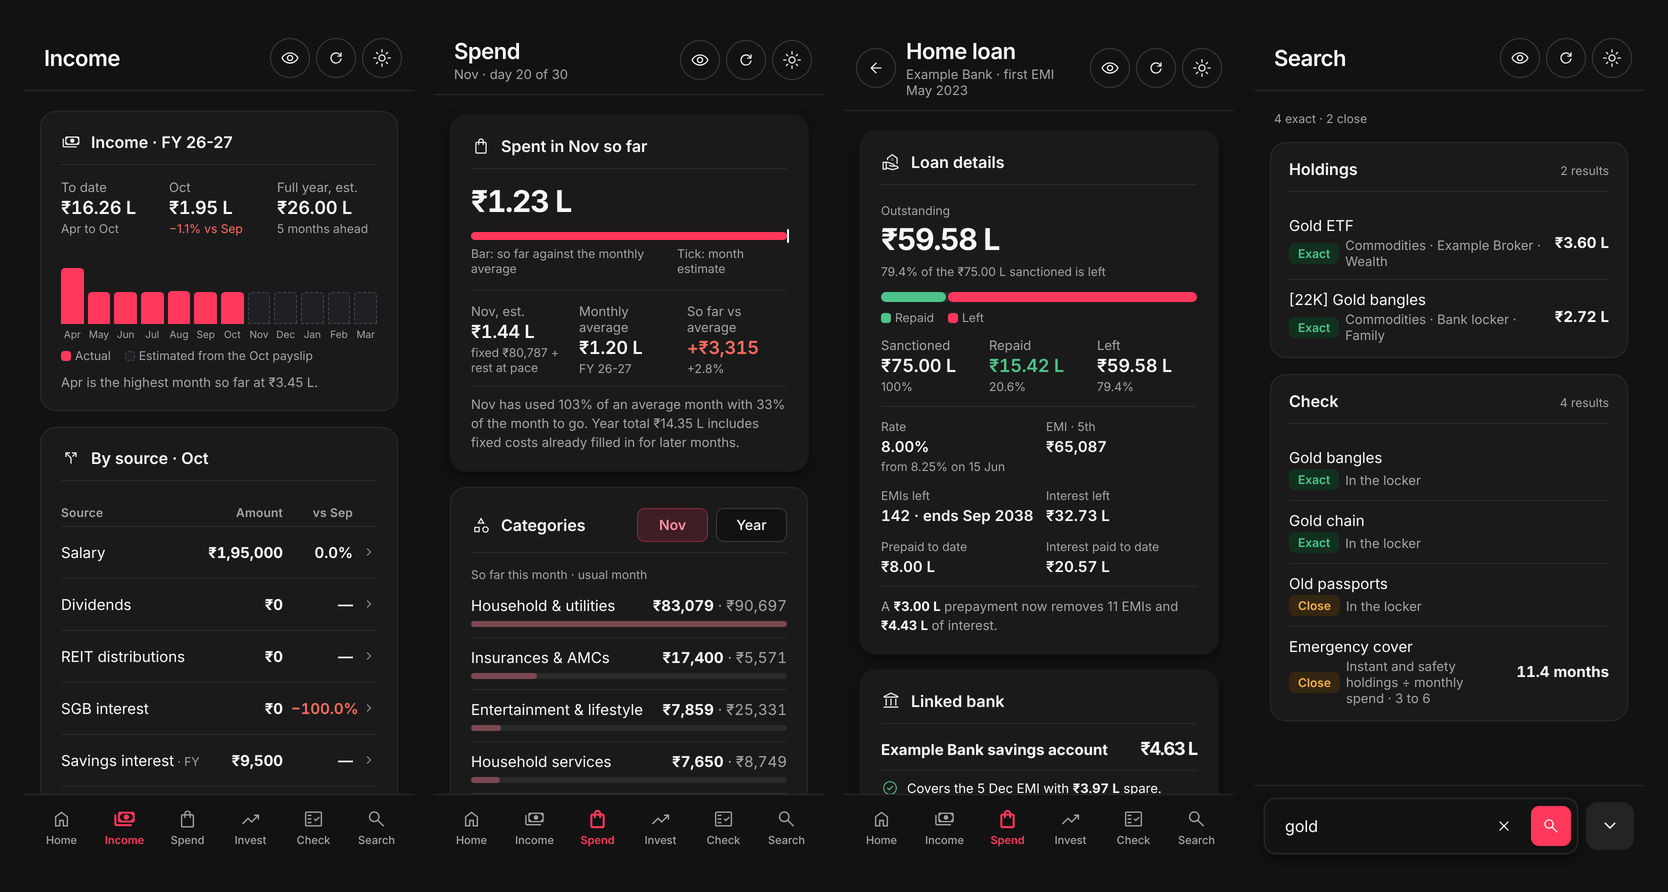 Income
Income · FY 26-27
To date
Oct
Full year, est.
₹16.26 L
₹1.95 L
₹26.00 L
Apr to Oct
−1.1% vs Sep
5 months ahead
Apr May Jun Jul Aug Sep Oct Nov Dec Jan Feb Mar
Actual
Estimated from the Oct payslip
Apr is the highest month so far at ₹3.45 L.
By source · Oct
Source Amount vs Sep
Salary ₹1,95,000 0.0%
Dividends ₹0 —
REIT distributions ₹0 —
SGB interest ₹0 −100.0%
Savings interest · FY ₹9,500 —
Home Income Spend Invest Check Search
Spend
Nov · day 20 of 30
Spent in Nov so far
₹1.23 L
Bar: so far against the monthly
average
Tick: month
estimate
Nov, est.
₹1.44 L
fixed ₹80,787 +
rest at pace
Monthly
average
₹1.20 L
FY 26-27
So far vs
average
+₹3,315
+2.8%
Nov has used 103% of an average month with 33%
of the month to go. Year total ₹14.35 L includes
fixed costs already filled in for later months.
Categories
Nov
Year
So far this month · usual month
Household & utilities ₹83,079 · ₹90,697
Insurances & AMCs ₹17,400 · ₹5,571
Entertainment & lifestyle ₹7,859 · ₹25,331
Household services ₹7,650 · ₹8,749
Home Income Spend Invest Check Search
Home loan
Example Bank · first EMI
May 2023
Loan details
Outstanding
₹59.58 L
79.4% of the ₹75.00 L sanctioned is left
Repaid
Left
Sanctioned
Repaid
Left
₹75.00 L
₹15.42 L
₹59.58 L
100%
20.6%
79.4%
Rate
EMI · 5th
8.00%
₹65,087
from 8.25% on 15 Jun
EMIs left
Interest left
142 · ends Sep 2038
₹32.73 L
Prepaid to date
Interest paid to date
₹8.00 L
₹20.57 L
A ₹3.00 L prepayment now removes 11 EMIs and
₹4.43 L of interest.
Linked bank
Example Bank savings account ₹4.63 L
Covers the 5 Dec EMI with ₹3.97 L spare.
Home Income Spend Invest Check Search
Search
4 exact · 2 close
Holdings
2 results
Gold ETF
Exact
Commodities · Example Broker ·
Wealth
₹3.60 L
[22K] Gold bangles
Exact
Commodities · Bank locker ·
Family
₹2.72 L
Check
4 results
Gold bangles
Exact In the locker
Gold chain
Exact In the locker
Old passports
Close In the locker
Emergency cover
Close
Instant and safety
holdings ÷ monthly
spend · 3 to 6
11.4 months
gold